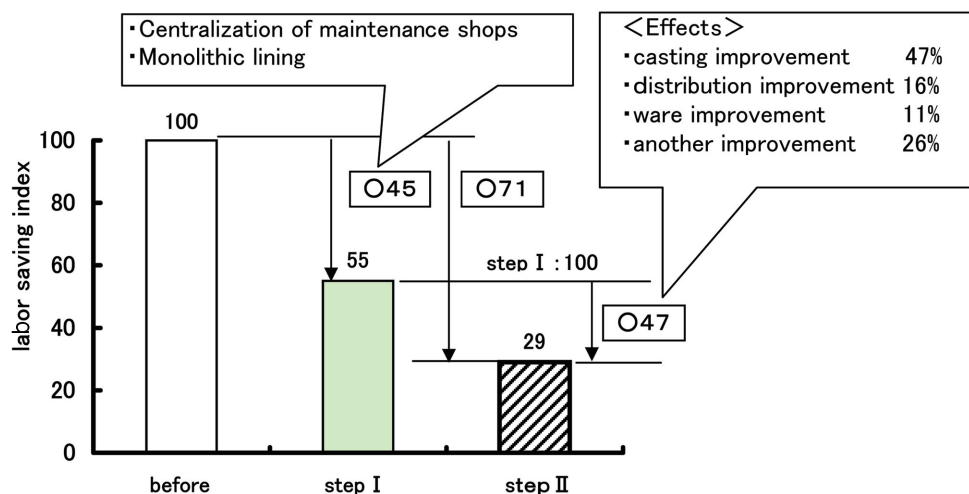 ・Centralization of maintenance shops
・Monolithic lining
＜Effects＞
・casting improvement 47%
・distribution improvement 16%
・ware improvement 11%
・another improvement 26%
labor saving index
100
80
60
40
20
0
100
55
29
○45
○71
step Ⅰ：100
○47
before
step Ⅰ
step Ⅱ